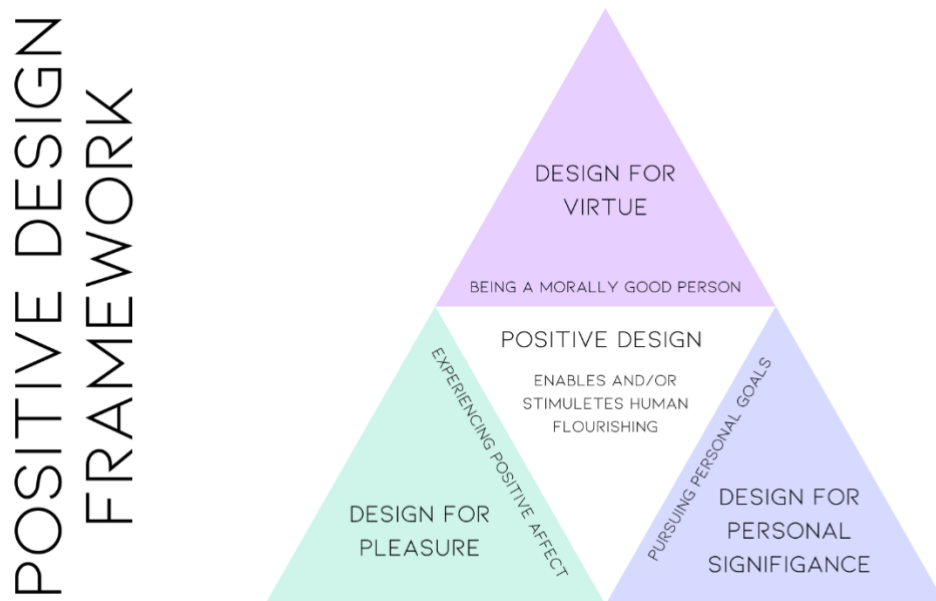 POSITIVE DESIGN
FRAMEWORK
DESIGN FOR
VIRTUE
BEING A MORALLY GOOD PERSON
POSITIVE DESIGN
ENABLES AND/OR
STIMULETES HUMAN
FLOURISHING
EXPERIENCING POSITIVE AFFECT
PURSUING PERSONAL GOALS
DESIGN FOR
PLEASURE
DESIGN FOR
PERSONAL
SIGNIFIGANCE